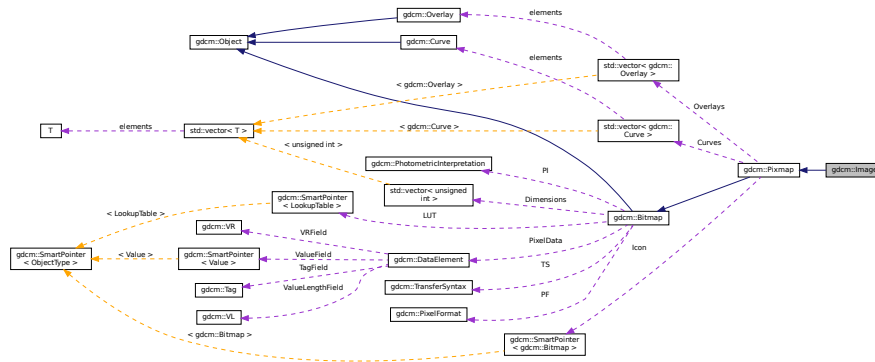 gdcm::Overlay
elements
gdcm::Object
gdcm::Curve
elements
std::vector< gdcm::
Overlay >
< gdcm::Overlay >
Overlays
T
elements
std::vector< T >
< gdcm::Curve >
std::vector< gdcm::
Curve >
Curves
< unsigned int >
gdcm::PhotometricInterpretation
PI
gdcm::Pixmap
gdcm::Image
std::vector< unsigned
int >
Dimensions
gdcm::SmartPointer
< LookupTable >
< LookupTable >
LUT
gdcm::Bitmap
gdcm::VR
VRField
PixelData
Icon
gdcm::SmartPointer
< ObjectType >
< Value >
gdcm::SmartPointer
< Value >
ValueField
gdcm::DataElement
TS
TagField
gdcm::Tag
ValueLengthField
gdcm::TransferSyntax
PF
gdcm::VL
gdcm::PixelFormat
< gdcm::Bitmap >
gdcm::SmartPointer
< gdcm::Bitmap >